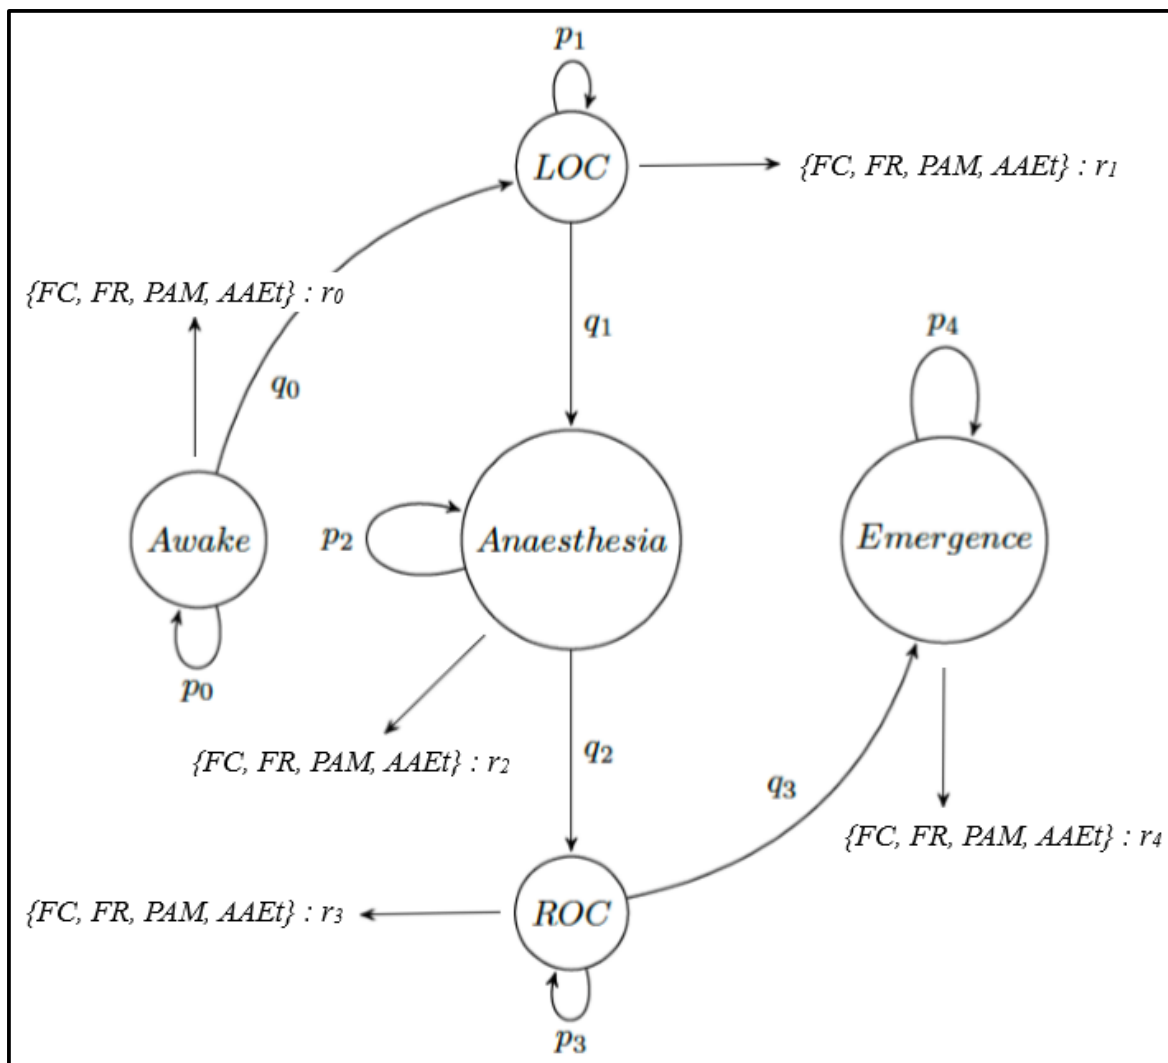 p1
LOC
{FC, FR, PAM, AAEt} : r1
{FC, FR, PAM, AAEt} : r0
q1
p4
q0
Awake
p2
Anaesthesia
Emergence
p0
{FC, FR, PAM, AAEt} : r2
q2
q3
{FC, FR, PAM, AAEt} : r4
{FC, FR, PAM, AAEt} : r3
ROC
p3